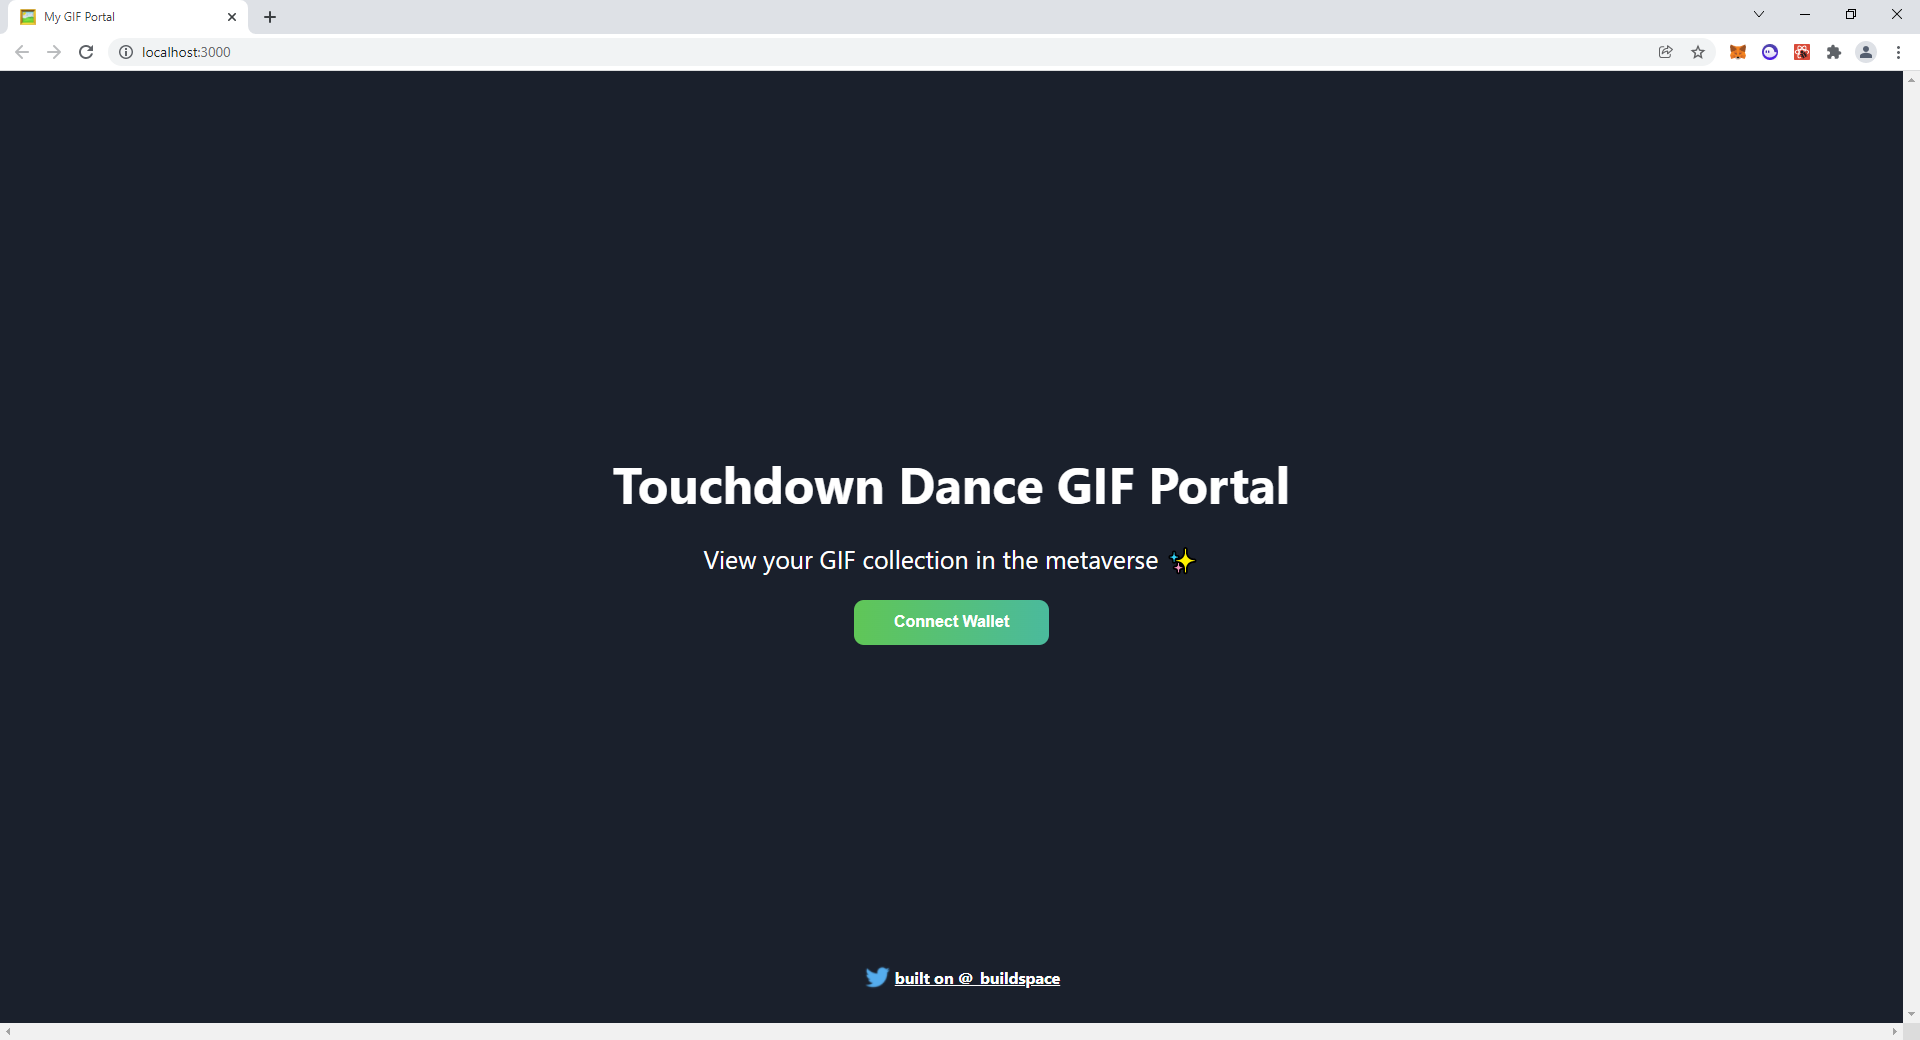 My GIF Portal
localhost:3000
Touchdown Dance GIF Portal
View your GIF collection in the metaverse ✨
Connect Wallet
built on @_buildspace